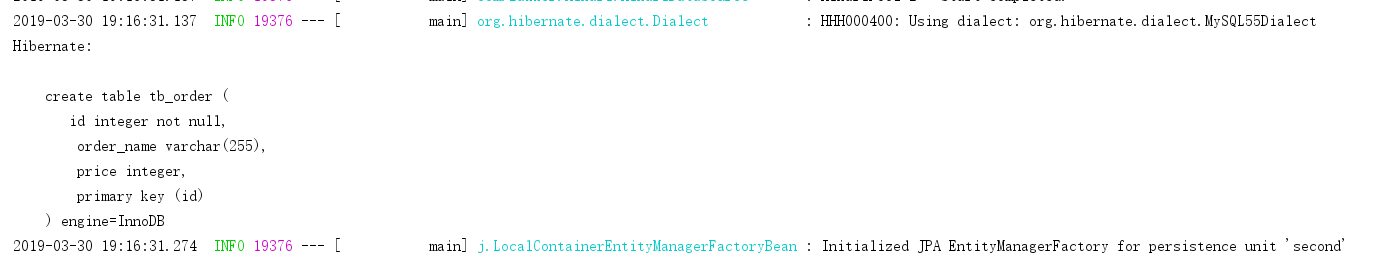 2019-03-30 19:16:31.137  INFO 19376 --- [           main] org.hibernate.dialect.Dialect            : HHH000400: Using dialect: org.hibernate.dialect.MySQL55Dialect
Hibernate:
    create table tb_order (
       id integer not null,
        order_name varchar(255),
        price integer,
        primary key (id)
    ) engine=InnoDB
2019-03-30 19:16:31.274  INFO 19376 --- [           main] j.LocalContainerEntityManagerFactoryBean : Initialized JPA EntityManagerFactory for persistence unit 'second'